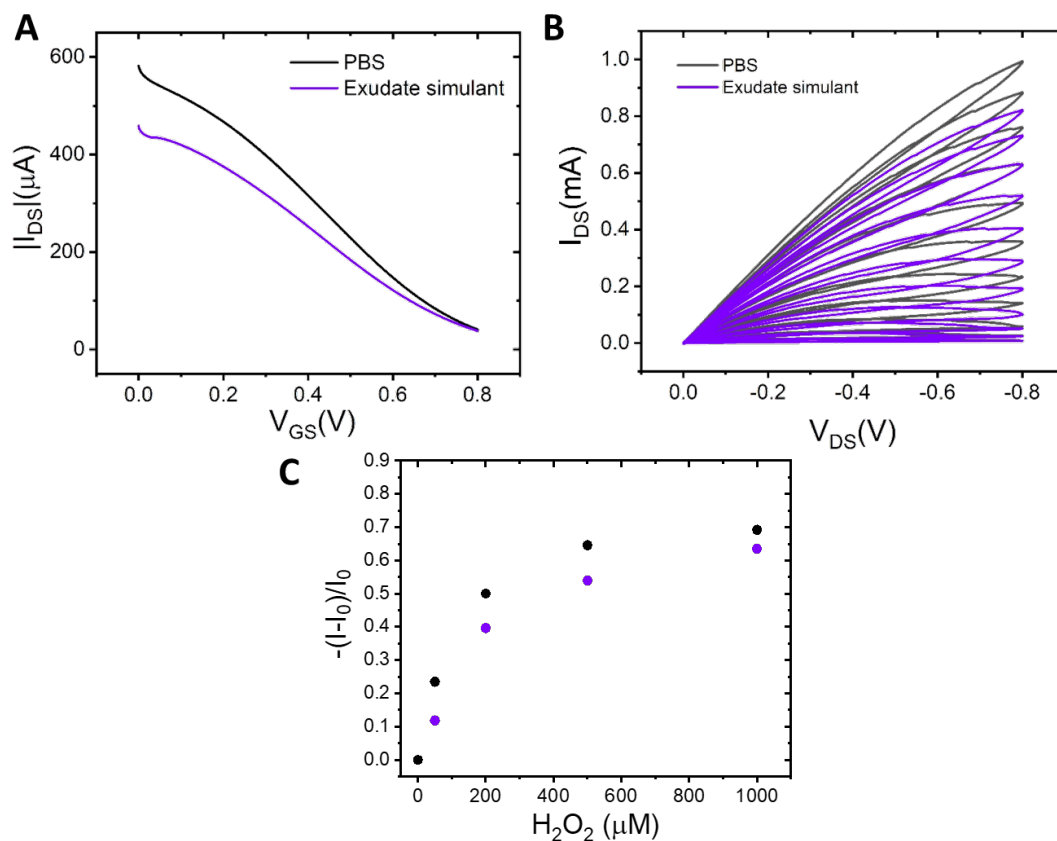 A
600
400
200
0
|I_DS|(μA)
PBS
Exudate simulant
0.0 0.2 0.4 0.6 0.8
V_GS(V)
B
1.0
0.8
0.6
0.4
0.2
0.0
I_DS(mA)
PBS
Exudate simulant
0.0 -0.2 -0.4 -0.6 -0.8
V_DS(V)
C
0.9
0.8
0.7
0.6
0.5
0.4
0.3
0.2
0.1
0.0
-(I-I₀)/I₀
0 200 400 600 800 1000
H₂O₂ (μM)